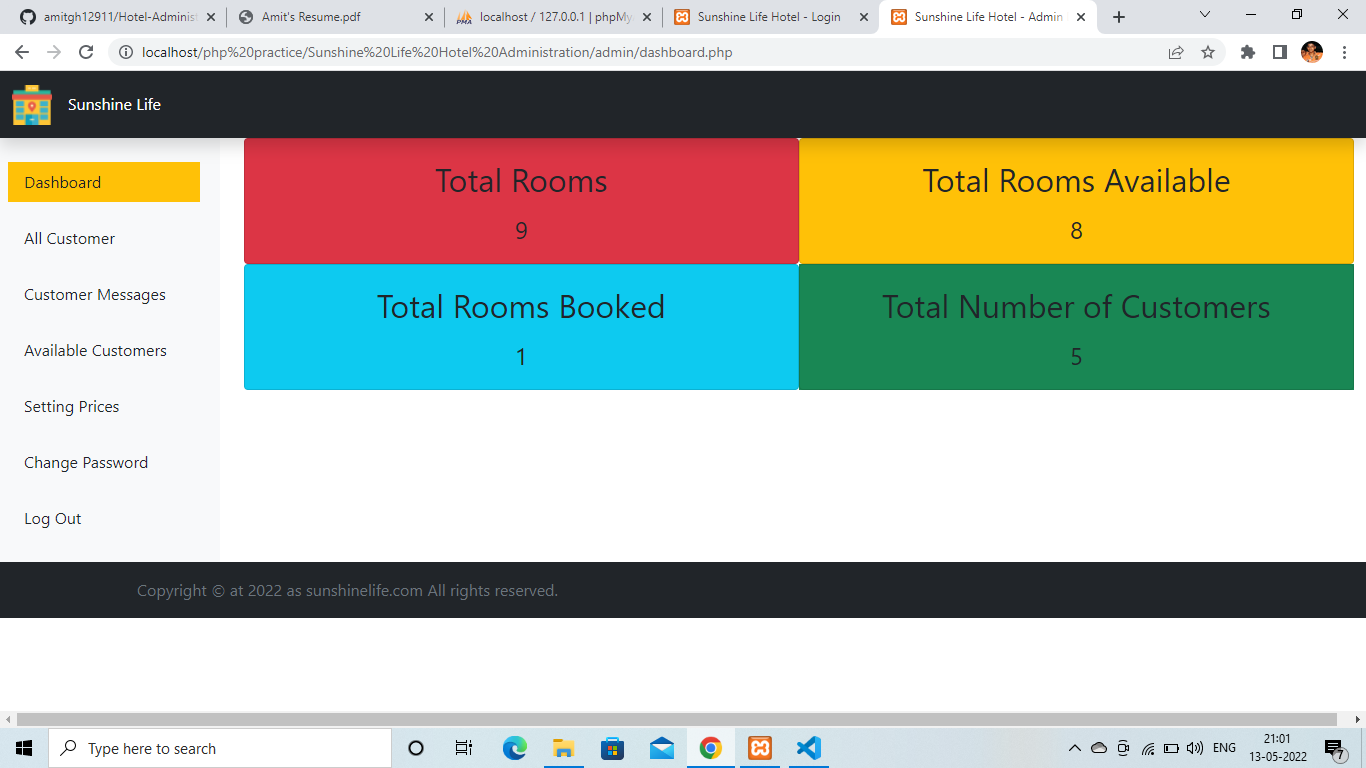 amitgh12911/Hotel-Adminis
Amit's Resume.pdf
localhost / 127.0.0.1 | phpMy
Sunshine Life Hotel - Login
Sunshine Life Hotel - Admin
localhost/php%20practice/Sunshine%20Life%20Hotel%20Administration/admin/dashboard.php
Sunshine Life
Dashboard
All Customer
Customer Messages
Available Customers
Setting Prices
Change Password
Log Out
Total Rooms
9
Total Rooms Available
8
Total Rooms Booked
1
Total Number of Customers
5
Copyright © at 2022 as sunshinelife.com All rights reserved.
Type here to search
ENG
21:01
13-05-2022
7